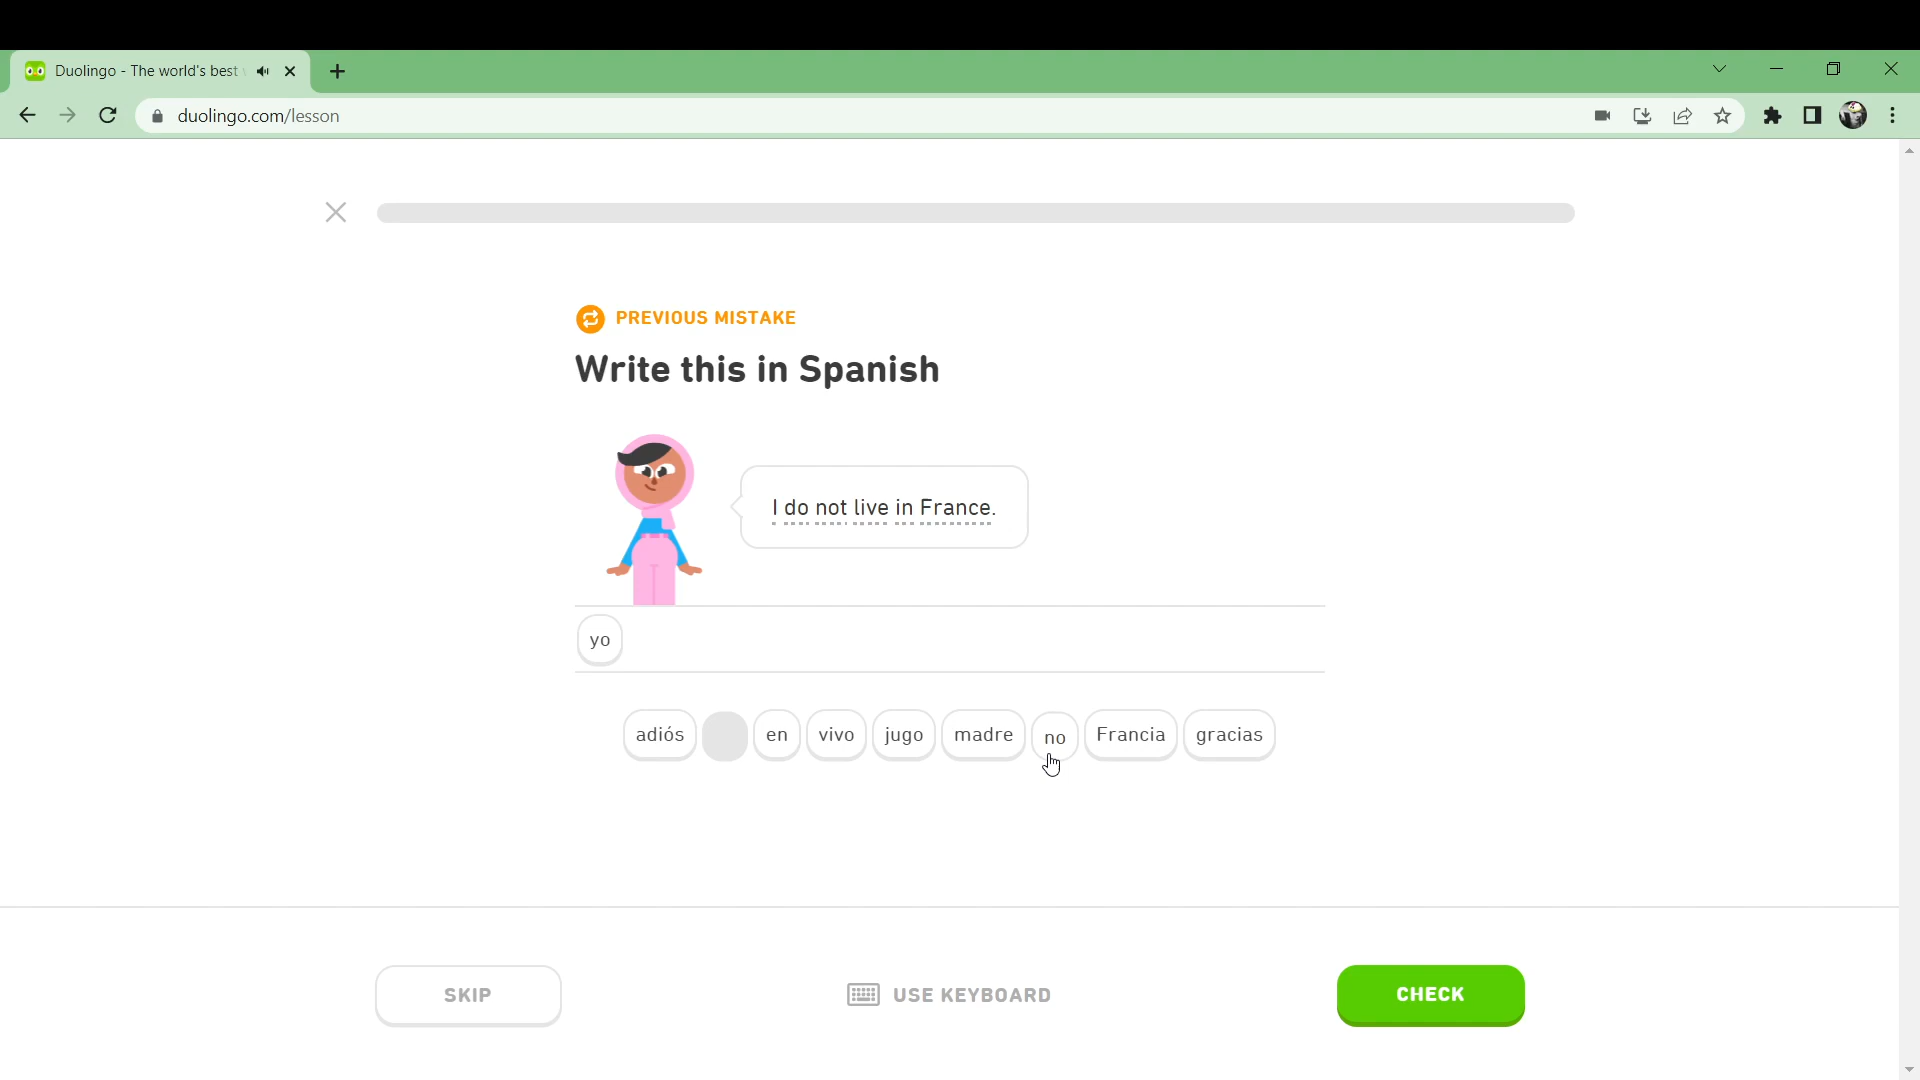 Duolingo - The world's best
duolingo.com/lesson
PREVIOUS MISTAKE
Write this in Spanish
I do not live in France.
yo
adiós en vivo jugo madre no Francia gracias
SKIP
USE KEYBOARD
CHECK